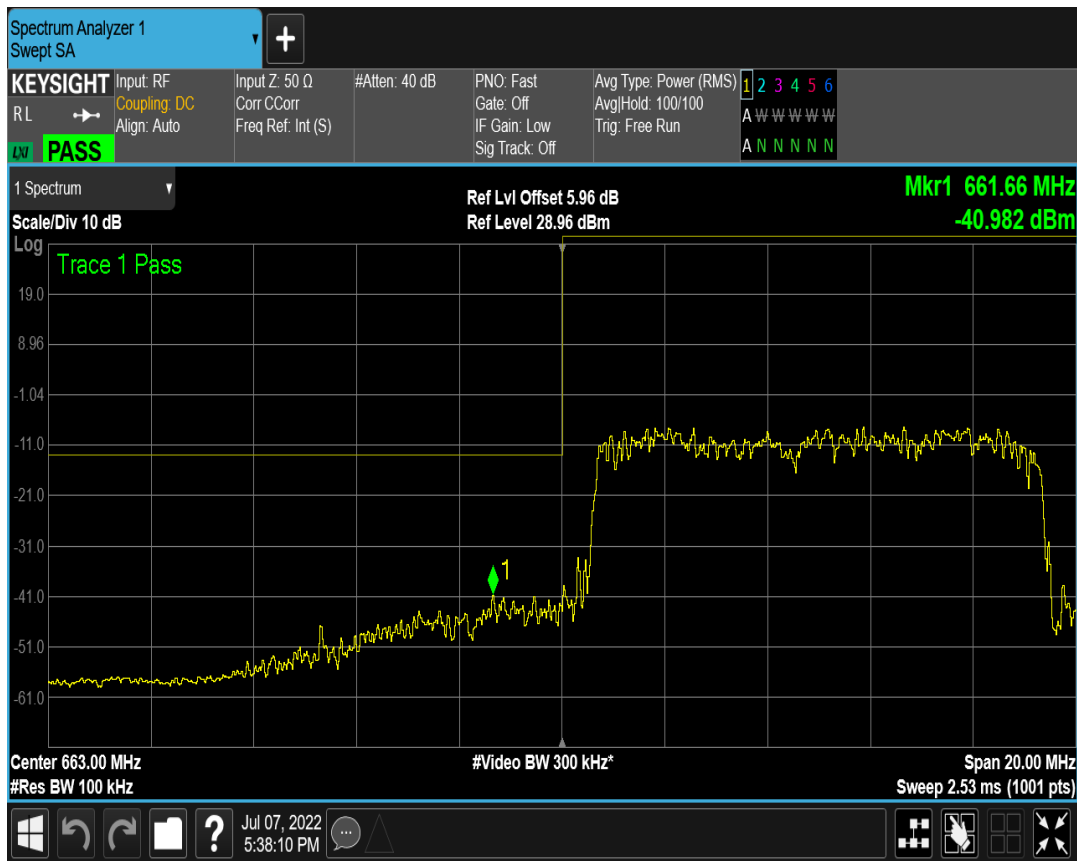 Spectrum Analyzer 1
Swept SA
+
KEYSIGHT
RL
LXI PASS
Input: RF
Coupling: DC
Align: Auto
Input Z: 50 Ω
Corr CCorr
Freq Ref: Int (S)
#Atten: 40 dB
PNO: Fast
Gate: Off
IF Gain: Low
Sig Track: Off
Avg Type: Power (RMS)
Avg|Hold: 100/100
Trig: Free Run
1 2 3 4 5 6
A W W W W W
A N N N N N
1 Spectrum
Scale/Div 10 dB
Ref Lvl Offset 5.96 dB
Ref Level 28.96 dBm
Mkr1 661.66 MHz
-40.982 dBm
Log
Trace 1 Pass
19.0
8.96
-1.04
-11.0
-21.0
-31.0
1
-41.0
-51.0
-61.0
Center 663.00 MHz
#Video BW 300 kHz*
Span 20.00 MHz
#Res BW 100 kHz
Sweep 2.53 ms (1001 pts)
?
Jul 07, 2022
5:38:10 PM